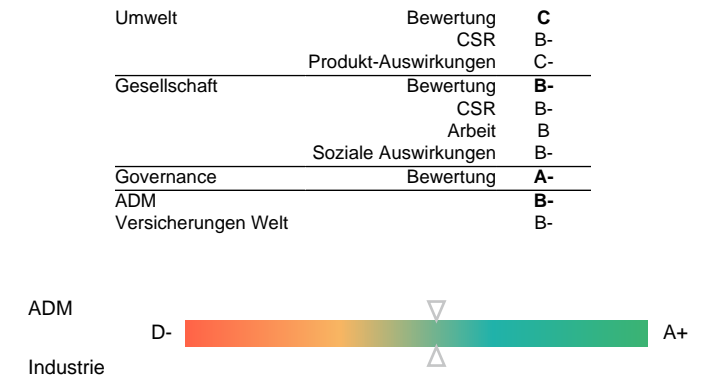 Umwelt Bewertung C
CSR B-
Produkt-Auswirkungen C-
Gesellschaft Bewertung B-
CSR B-
Arbeit B
Soziale Auswirkungen B-
Governance Bewertung A-
ADM B-
Versicherungen Welt B-
ADM
D- A+
Industrie